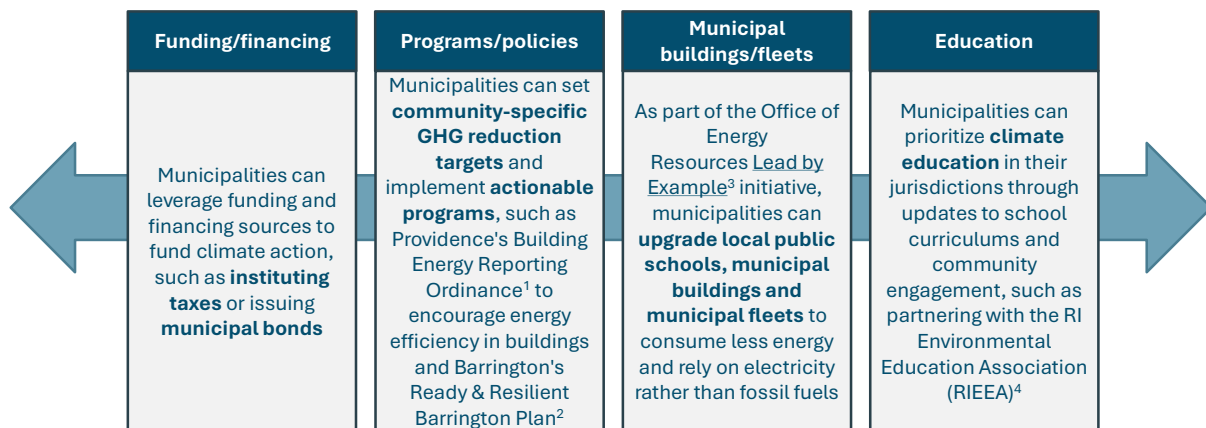 Funding/financing
Municipalities can
leverage funding and
financing sources to
fund climate action,
such as instituting
taxes or issuing
municipal bonds
Programs/policies
Municipalities can set
community-specific
GHG reduction
targets and
implement actionable
programs, such as
Providence's Building
Energy Reporting
Ordinance¹ to
encourage energy
efficiency in buildings
and Barrington's
Ready & Resilient
Barrington Plan²
Municipal
buildings/fleets
As part of the Office of
Energy
Resources Lead by
Example³ initiative,
municipalities can
upgrade local public
schools, municipal
buildings and
municipal fleets to
consume less energy
and rely on electricity
rather than fossil fuels
Education
Municipalities can
prioritize climate
education in their
jurisdictions through
updates to school
curriculums and
community
engagement, such as
partnering with the RI
Environmental
Education Association
(RIEEA)⁴